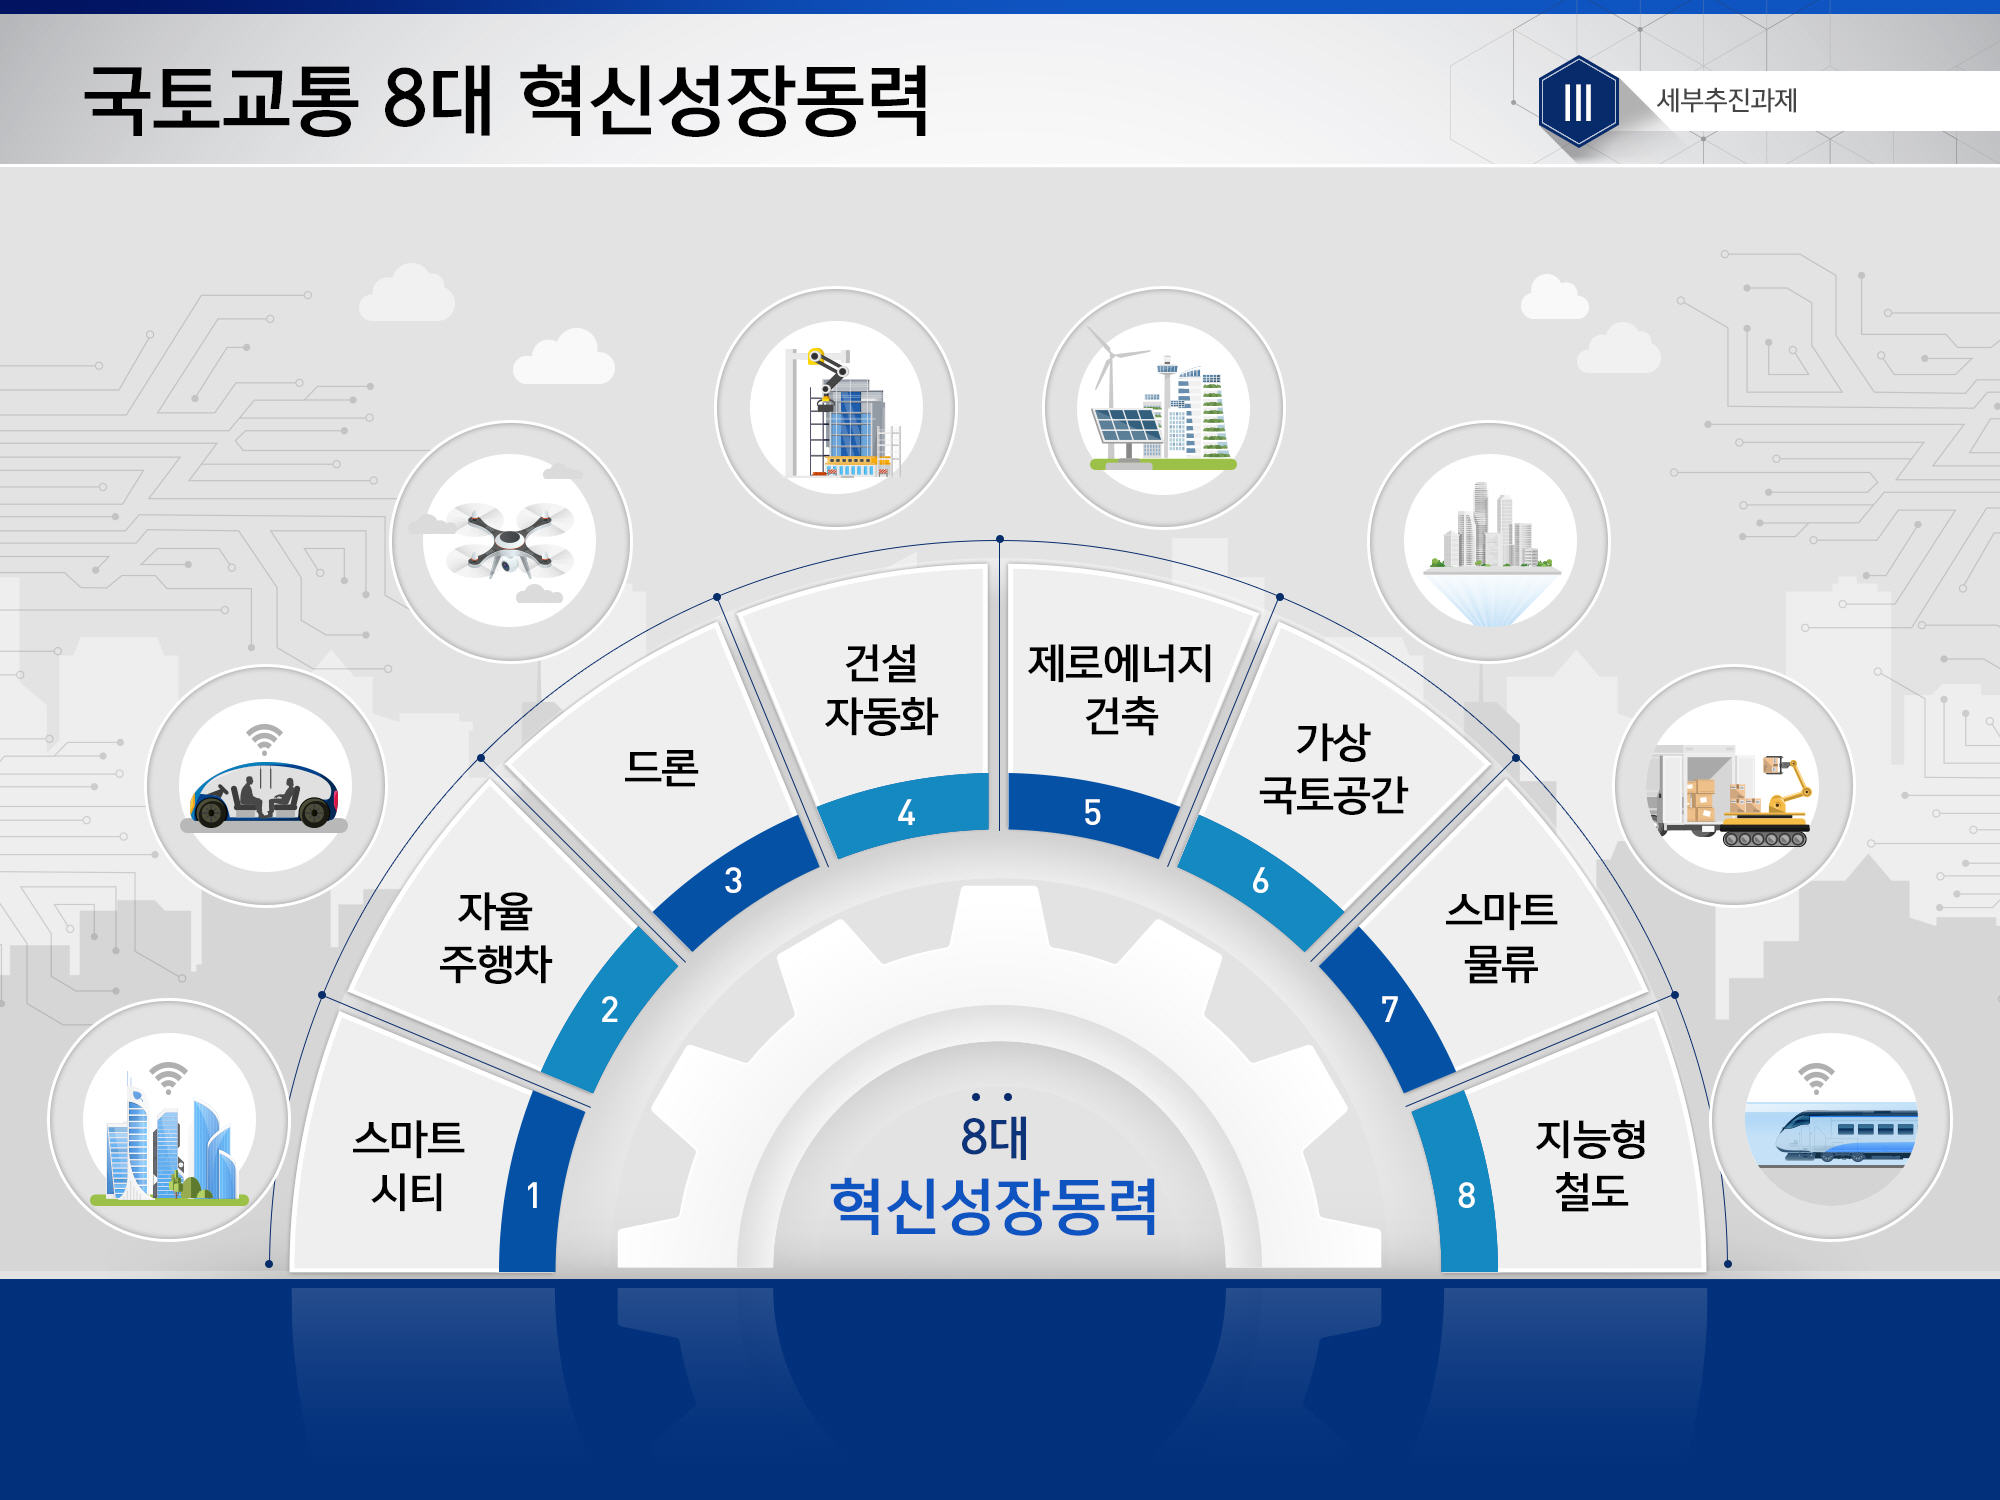 국토교통 8대 혁신성장동력
III
세부추진과제
스마트
시티
1
자율
주행차
2
드론
3
건설
자동화
4
제로에너지
건축
5
가상
국토공간
6
스마트
물류
7
지능형
철도
8
8대
혁신성장동력